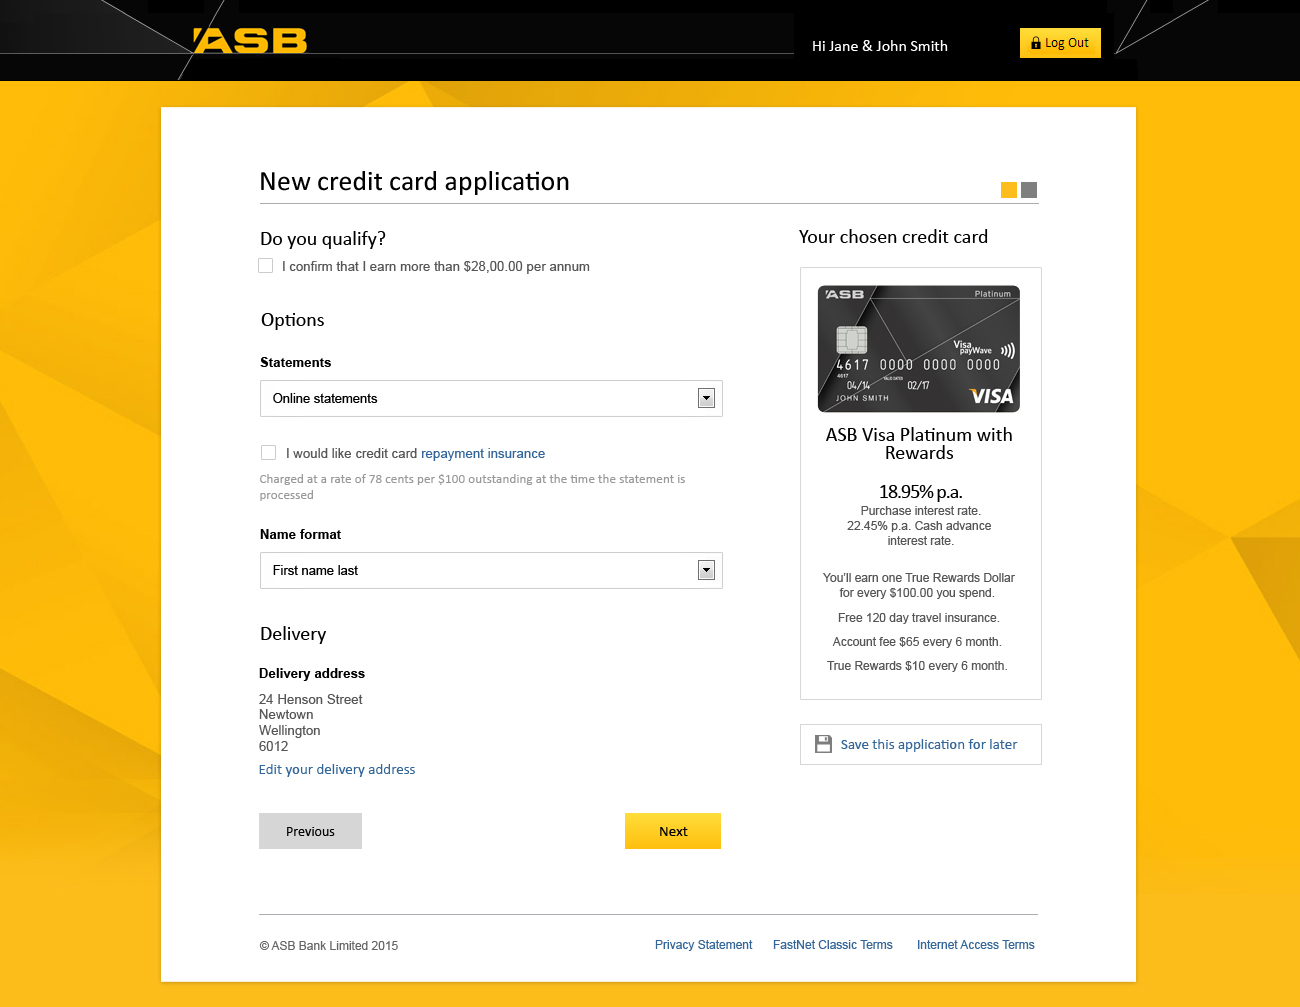 ASB
Hi Jane & John Smith
Log Out
New credit card application
Do you qualify?
I confirm that I earn more than $28,00.00 per annum
Options
Statements
Online statements
I would like credit card repayment insurance
Charged at a rate of 78 cents per $100 outstanding at the time the statement is
processed
Name format
First name last
Delivery
Delivery address
24 Henson Street
Newtown
Wellington
6012
Edit your delivery address
Previous
Next
Your chosen credit card
ASB
Platinum
Visa
payWave
4617 0000 0000 0000
4617
VALID DATES
04/14
02/17
JOHN SMITH
VISA
ASB Visa Platinum with
Rewards
18.95% p.a.
Purchase interest rate.
22.45% p.a. Cash advance
interest rate.
You'll earn one True Rewards Dollar
for every $100.00 you spend.
Free 120 day travel insurance.
Account fee $65 every 6 month.
True Rewards $10 every 6 month.
Save this application for later
© ASB Bank Limited 2015
Privacy Statement
FastNet Classic Terms
Internet Access Terms